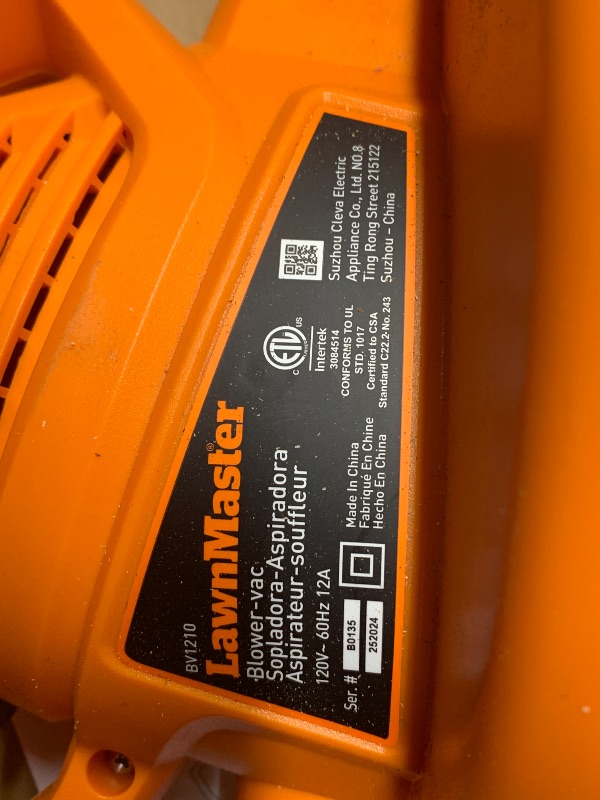 BV1210
LawnMaster®
Blower-vac
Sopladora-Aspiradora
Aspirateur-souffleur
120V~ 60Hz 12A
Ser. #
B0135
252024
Made In China
Fabriqué En Chine
Hecho En China
C ETL US
Intertek
3084514
CONFORMS TO UL
STD. 1017
Certified to CSA
Standard C22.2-No. 243
Suzhou Cleva Electric
Appliance Co., Ltd. NO.8
Ting Rong Street 215122
Suzhou - China